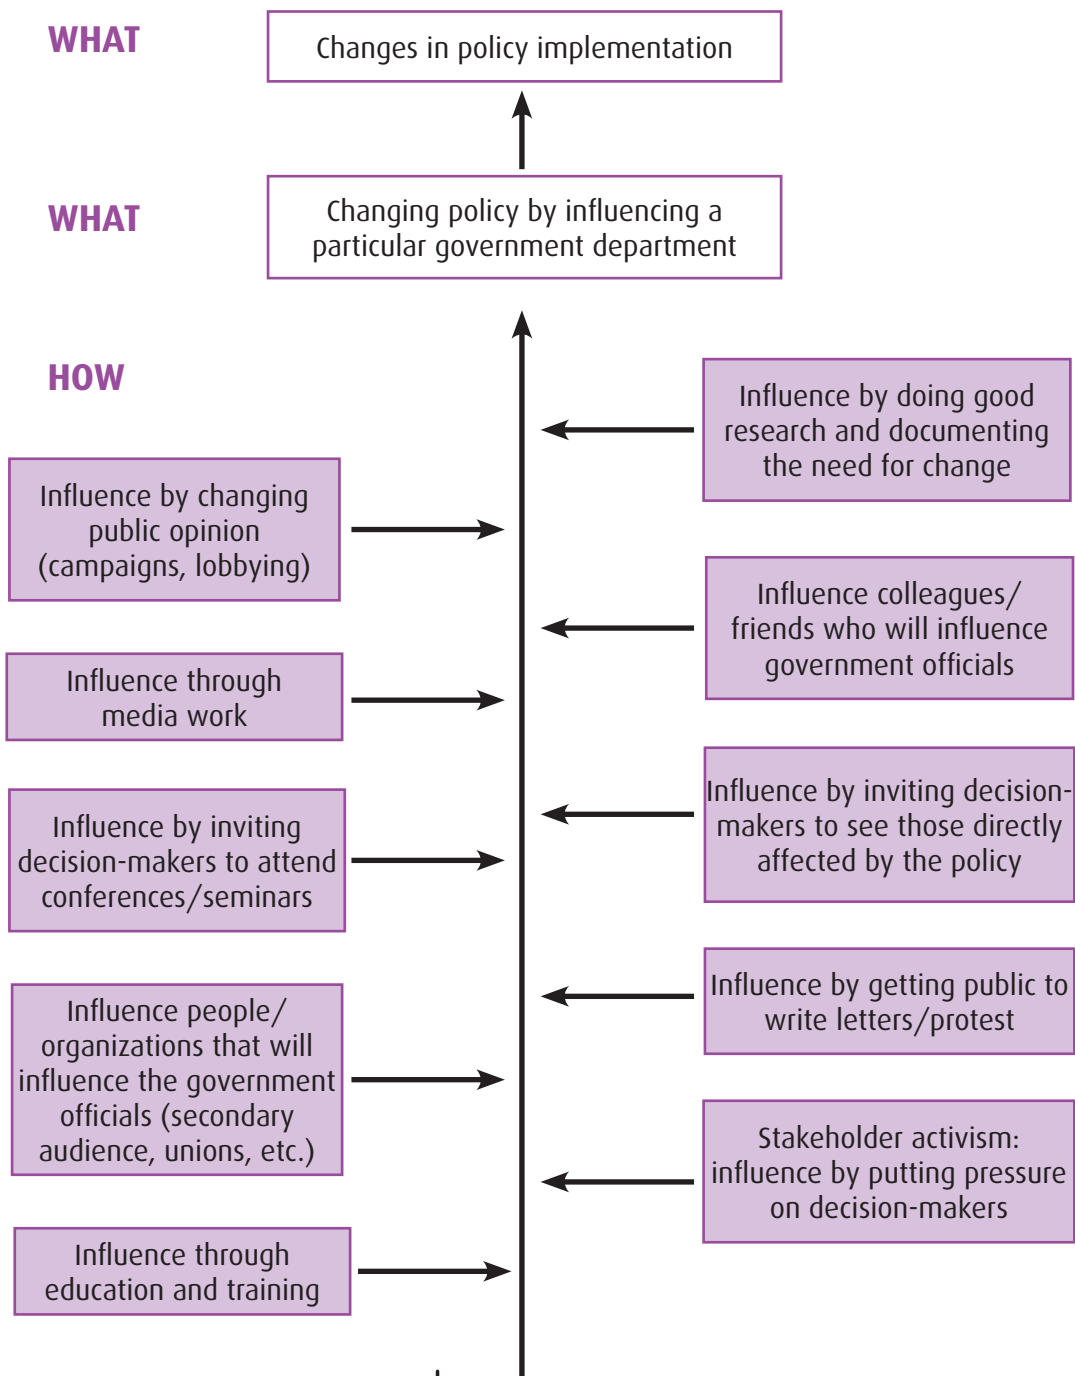 WHAT
Changes in policy implementation
WHAT
Changing policy by influencing a
particular government department
HOW
Influence by doing good
research and documenting
the need for change
Influence by changing
public opinion
(campaigns, lobbying)
Influence colleagues/
friends who will influence
government officials
Influence through
media work
Influence by inviting decision-
makers to see those directly
affected by the policy
Influence by inviting
decision-makers to attend
conferences/seminars
Influence by getting public to
write letters/protest
Influence people/
organizations that will
influence the government
officials (secondary
audience, unions, etc.)
Stakeholder activism:
influence by putting pressure
on decision-makers
Influence through
education and training